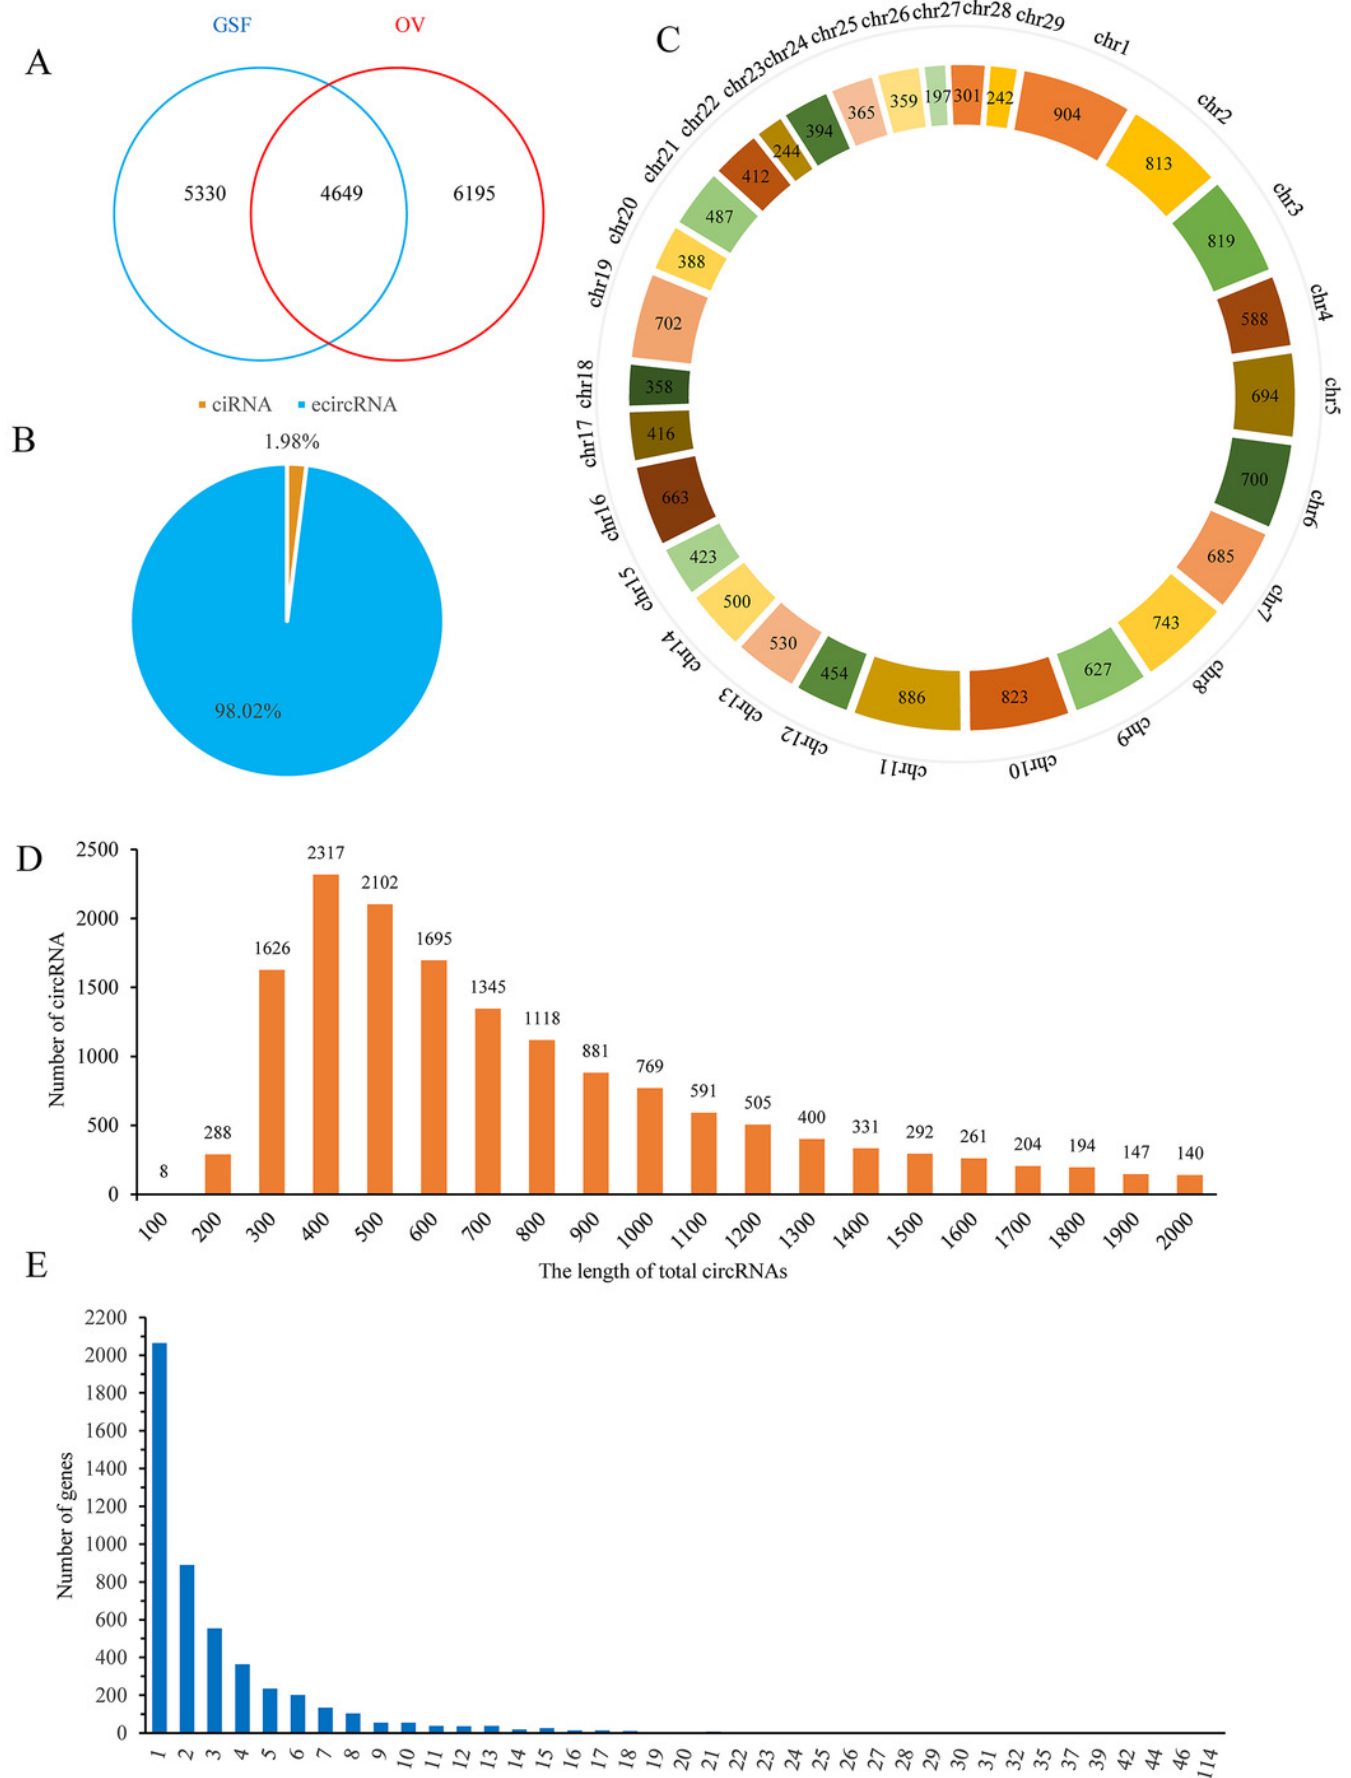 A
GSF
OV
5330
4649
6195
B
ciRNA
ecircRNA
1.98%
98.02%
C
chr1
chr2
chr3
chr4
chr5
chr6
chr7
chr8
chr9
chr10
chr11
chr12
chr13
chr14
chr15
chr16
chr17
chr18
chr19
chr20
chr21
chr22
chr23
chr24
chr25
chr26
chr27
chr28
chr29
904
813
819
588
694
700
685
743
627
823
886
454
530
500
423
663
416
358
702
388
487
412
244
394
365
359
197
301
242
D
Number of circRNA
2500
2000
1500
1000
500
0
8
288
1626
2317
2102
1695
1345
1118
881
769
591
505
400
331
292
261
204
194
147
140
100 200 300 400 500 600 700 800 900 1000 1100 1200 1300 1400 1500 1600 1700 1800 1900 2000
The length of total circRNAs
E
Number of genes
2200
2000
1800
1600
1400
1200
1000
800
600
400
200
0
1 2 3 4 5 6 7 8 9 10 11 12 13 14 15 16 17 18 19 20 21 22 23 24 25 26 27 28 29 30 31 32 35 37 39 42 44 46 114